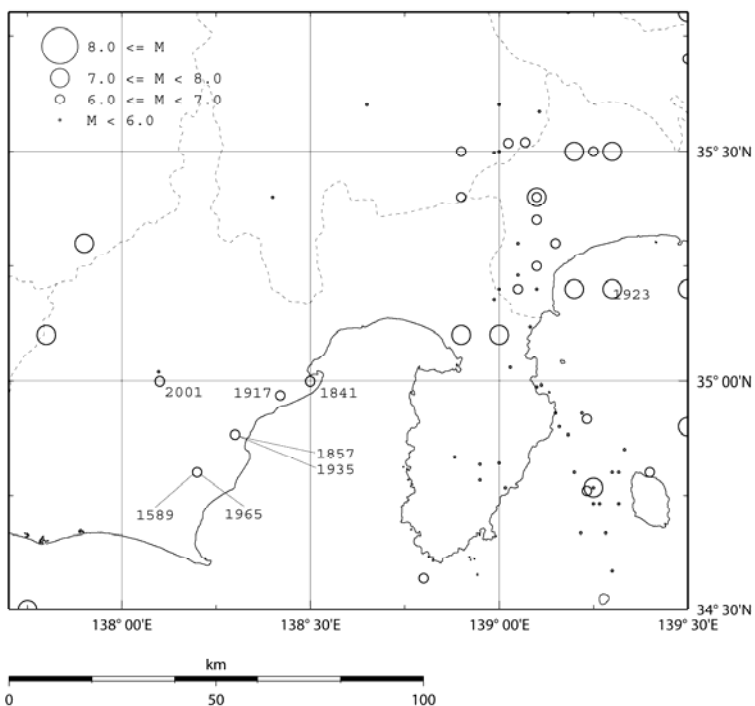 8.0 <= M
7.0 <= M < 8.0
6.0 <= M < 7.0
M < 6.0
35° 30'N
1923
35° 00'N
2001
1917
1841
1857
1935
1589
1965
34° 30'N
138° 00'E
138° 30'E
139° 00'E
139° 30'E
km
0
50
100